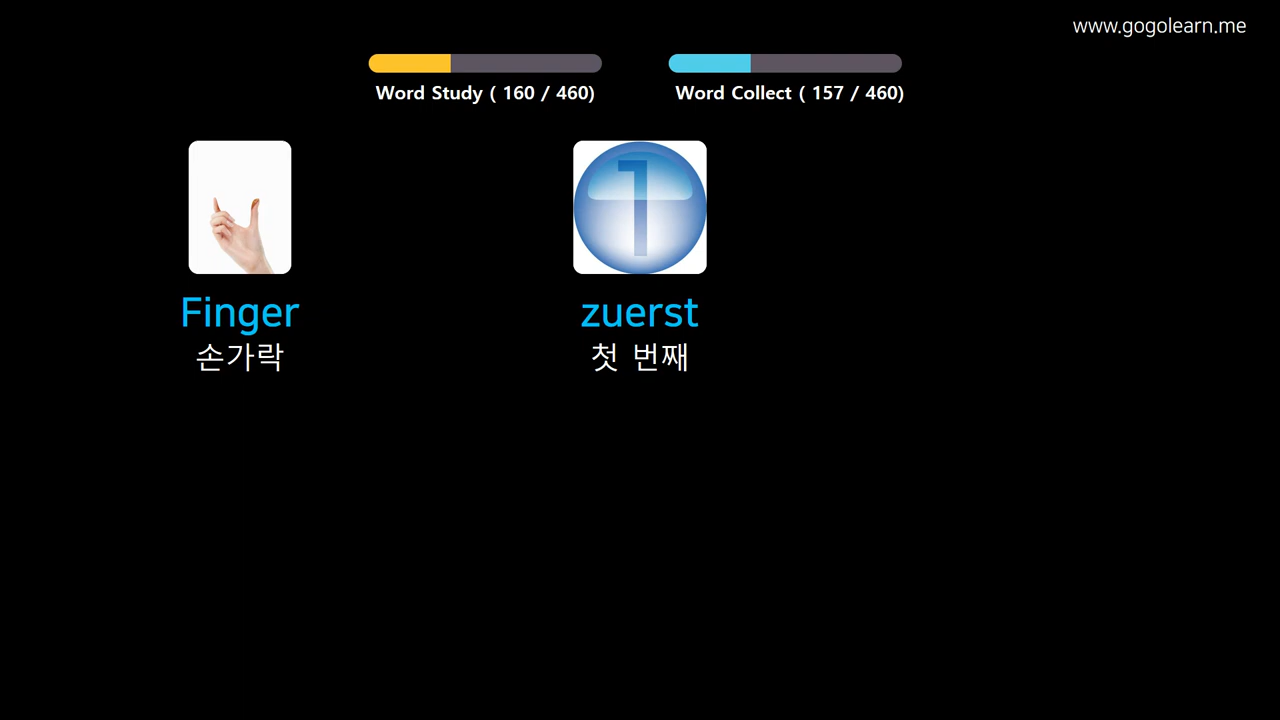 www.gogolearn.me
Word Study ( 160 / 460)
Word Collect ( 157 / 460)
1
Finger
손가락
zuerst
첫 번째